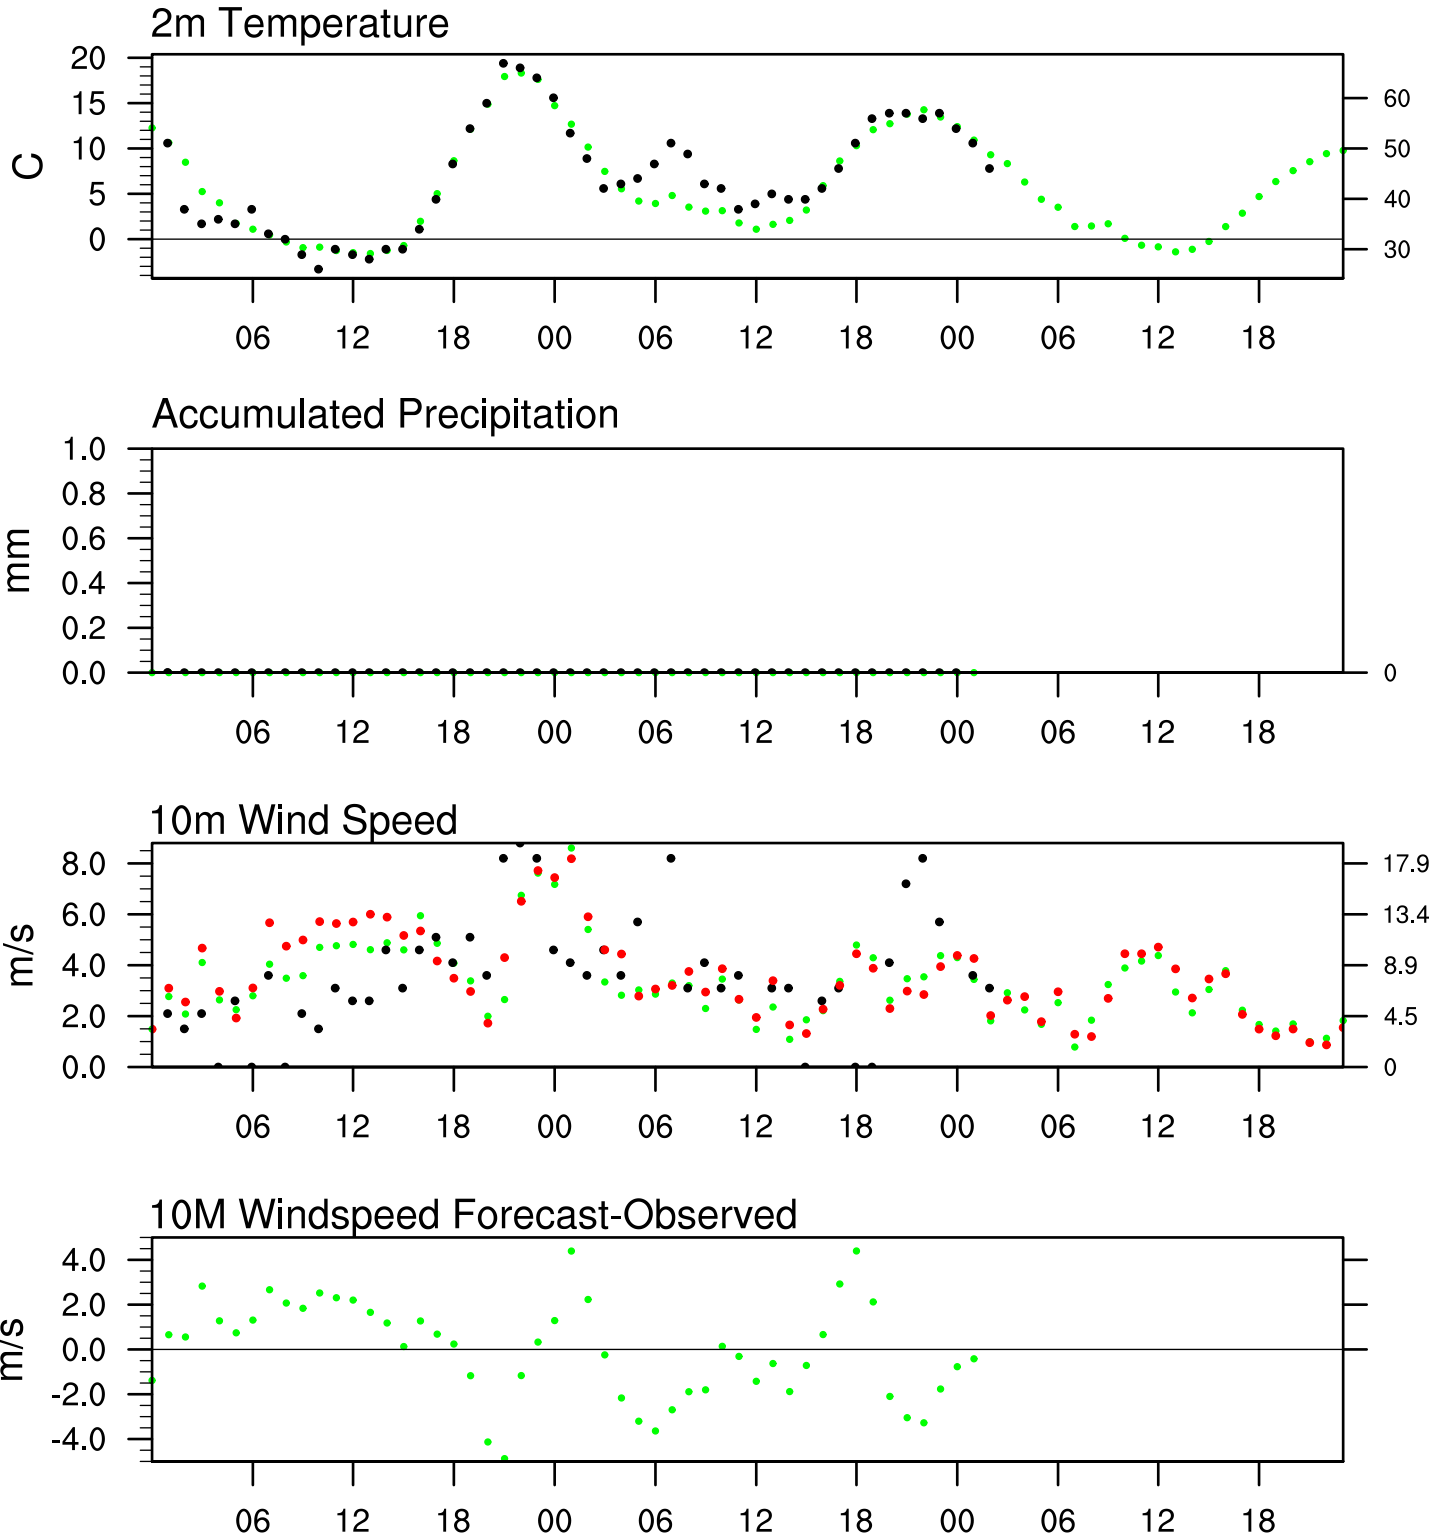 2m Temperature
20
15
10
5
0
C
60
50
40
30
06 12 18 00 06 12 18 00 06 12 18
Accumulated Precipitation
1.0
0.8
0.6
0.4
0.2
0.0
mm
0
06 12 18 00 06 12 18 00 06 12 18
10m Wind Speed
8.0
6.0
4.0
2.0
0.0
m/s
17.9
13.4
8.9
4.5
0
06 12 18 00 06 12 18 00 06 12 18
10M Windspeed Forecast-Observed
4.0
2.0
0.0
-2.0
-4.0
m/s
06 12 18 00 06 12 18 00 06 12 18